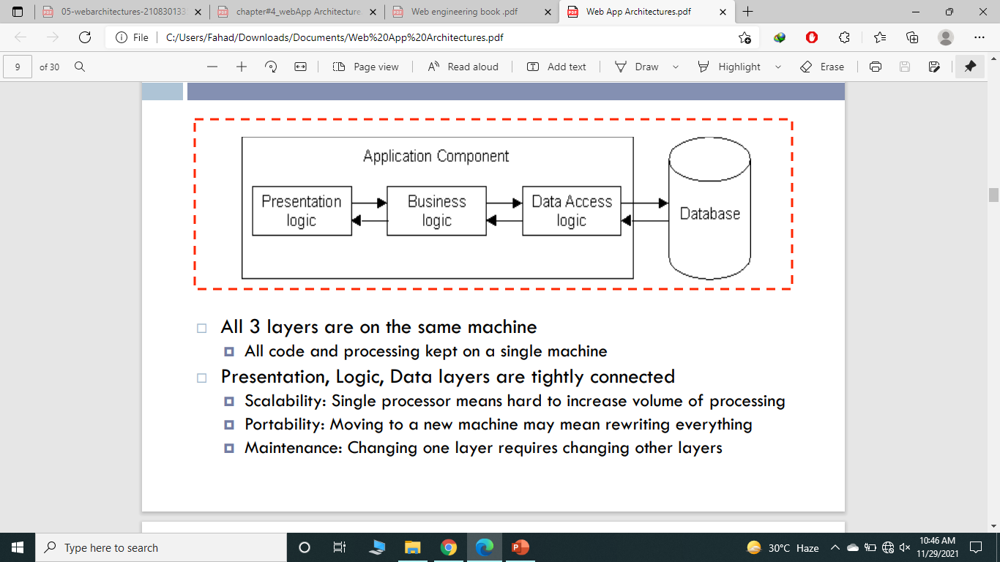 05-webarchitectures-210830133
chapter#4_webApp Architecture
Web engineering book .pdf
Web App Architectures.pdf
File
C:/Users/Fahad/Downloads/Documents/Web%20App%20Architectures.pdf
9
of 30
Page view
Read aloud
Add text
Draw
Highlight
Erase
Application Component
Presentation
logic
Business
logic
Data Access
logic
Database
All 3 layers are on the same machine
All code and processing kept on a single machine
Presentation, Logic, Data layers are tightly connected
Scalability: Single processor means hard to increase volume of processing
Portability: Moving to a new machine may mean rewriting everything
Maintenance: Changing one layer requires changing other layers
Type here to search
30°C Haze
10:46 AM
11/29/2021